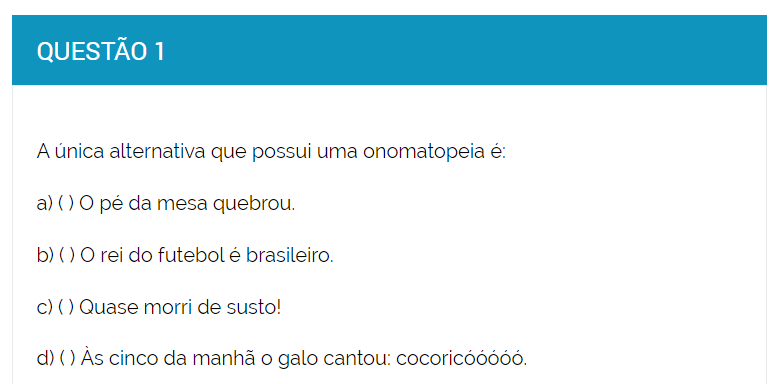 QUESTÃO 1
A única alternativa que possui uma onomatopeia é:
a) ( ) O pé da mesa quebrou.
b) ( ) O rei do futebol é brasileiro.
c) ( ) Quase morri de susto!
d) ( ) Às cinco da manhã o galo cantou: cocoricóóóóó.